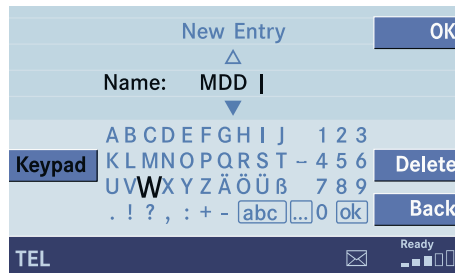 New Entry OK
Name: MDD
A B C D E F G H I J 1 2 3
Keypad K L M N O P Q R S T – 4 5 6 Delete
U V W X Y Z Ä Ö Ü ß 7 8 9
. ! ? , : + - abc ... 0 ok Back
TEL Ready